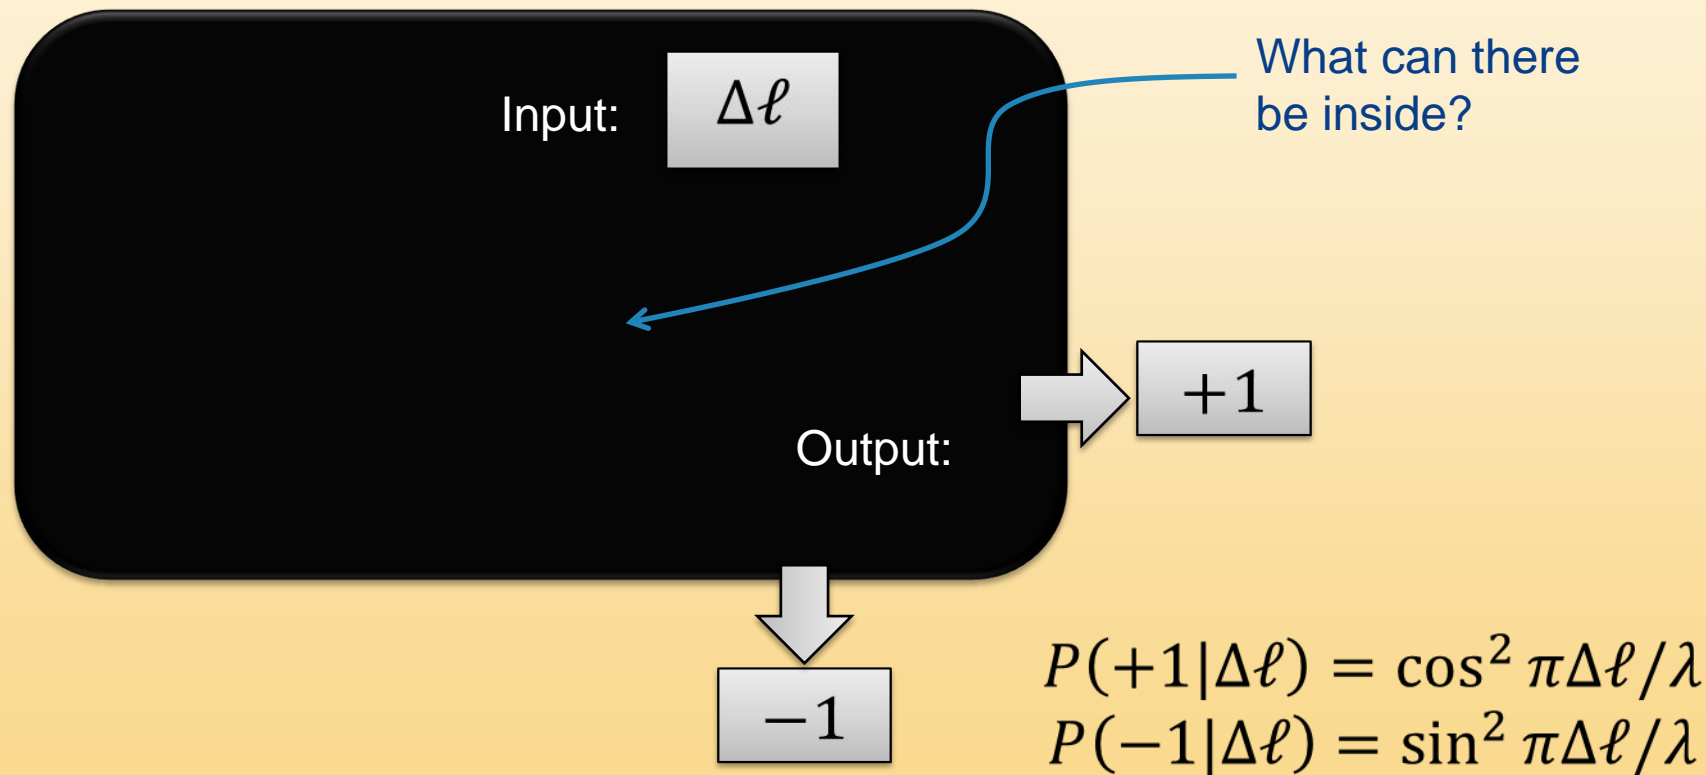 What can there
be inside?
Input:
Δℓ
+1
Output:
−1
P(+1|Δℓ) = cos² πΔℓ/λ
P(−1|Δℓ) = sin² πΔℓ/λ